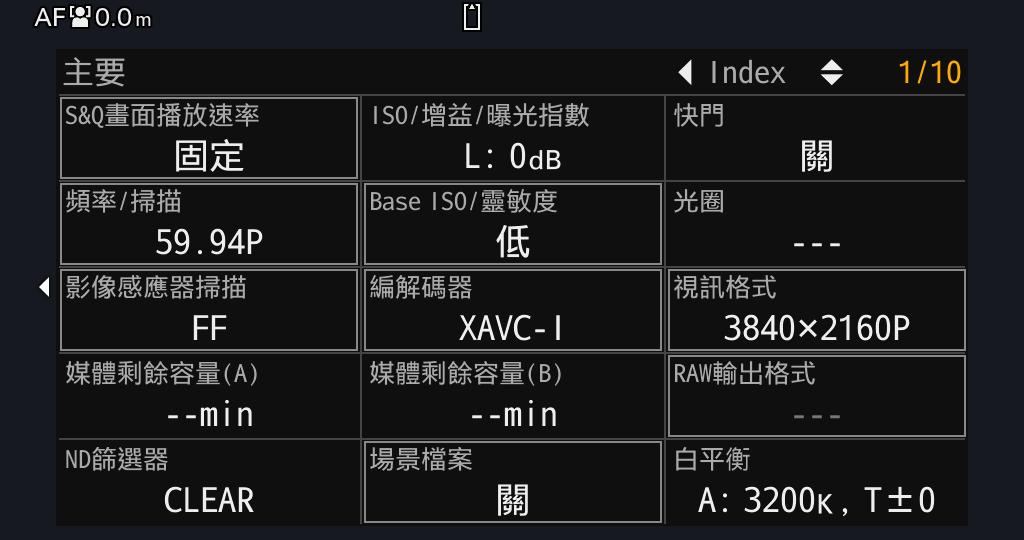 AF 0.0m
主要 Index 1/10
S&Q畫面播放速率 ISO/增益/曝光指數 快門
固定 L: 0dB 關
頻率/掃描 Base ISO/靈敏度 光圈
59.94P 低 ---
影像感應器掃描 編解碼器 視訊格式
FF XAVC-I 3840×2160P
媒體剩餘容量(A) 媒體剩餘容量(B) RAW輸出格式
--min --min ---
ND篩選器 場景檔案 白平衡
CLEAR 關 A: 3200K, T±0